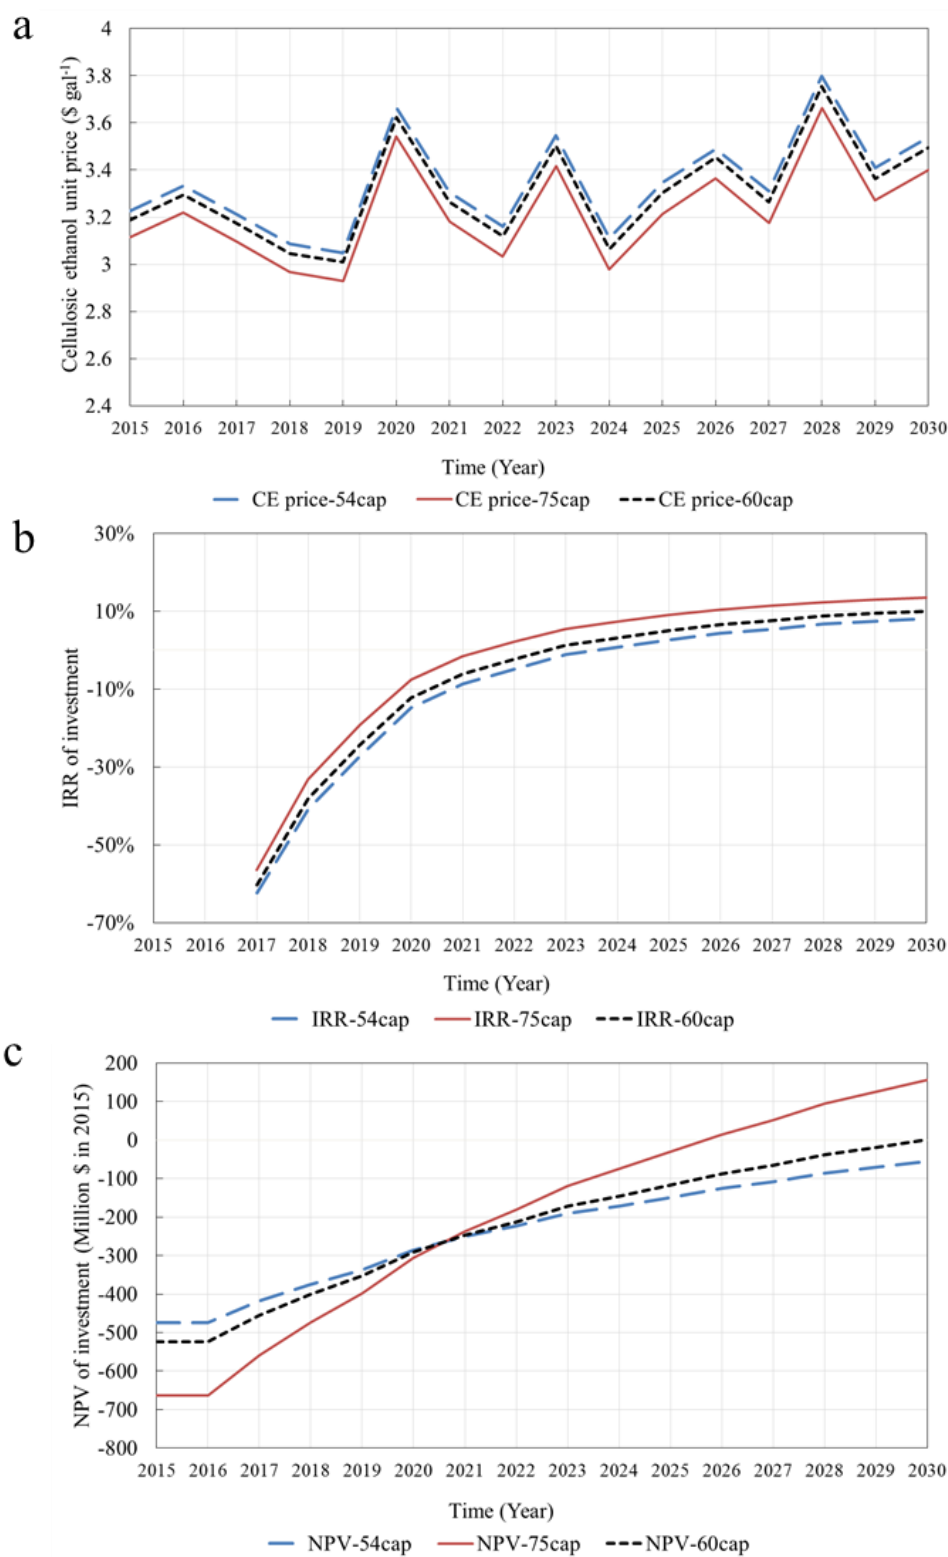 a
Cellulosic ethanol unit price ($ gal-1)
4
3.8
3.6
3.4
3.2
3
2.8
2.6
2.4
2015 2016 2017 2018 2019 2020 2021 2022 2023 2024 2025 2026 2027 2028 2029 2030
Time (Year)
CE price-54cap CE price-75cap CE price-60cap
b
IRR of investment
30%
10%
-10%
-30%
-50%
-70%
2015 2016 2017 2018 2019 2020 2021 2022 2023 2024 2025 2026 2027 2028 2029 2030
Time (Year)
IRR-54cap IRR-75cap IRR-60cap
c
NPV of investment (Million $ in 2015)
200
100
0
-100
-200
-300
-400
-500
-600
-700
-800
2015 2016 2017 2018 2019 2020 2021 2022 2023 2024 2025 2026 2027 2028 2029 2030
Time (Year)
NPV-54cap NPV-75cap NPV-60cap